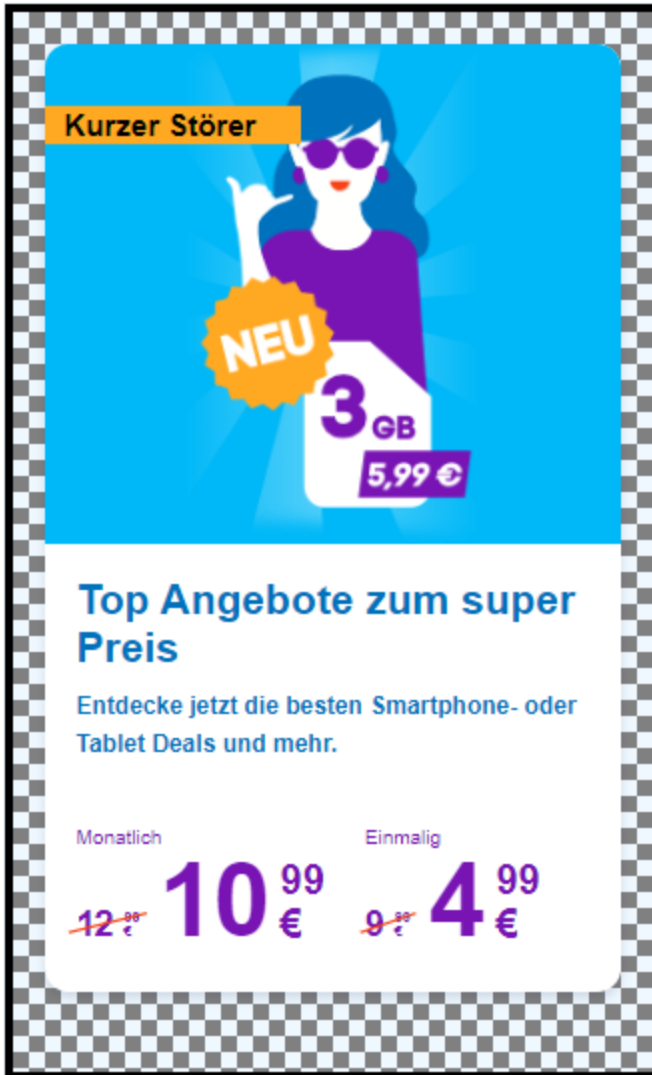 Kurzer Störer
NEU
3 GB
5,99 €
Top Angebote zum super
Preis
Entdecke jetzt die besten Smartphone- oder
Tablet Deals und mehr.
Monatlich
12 99 € 10 99 €
Einmalig
9 99 € 4 99 €